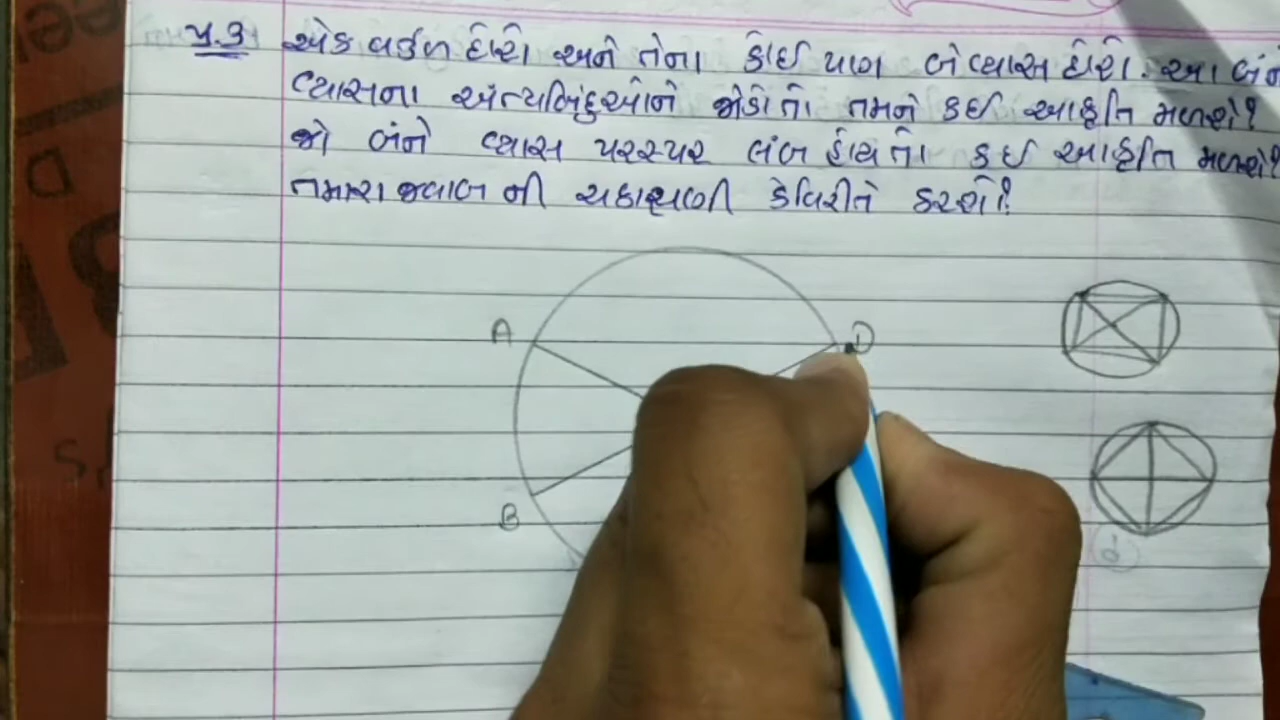 પ્ર.3 એક વર્તુળ દોરો અને તેના કોઈ પણ બે વ્યાસ દોરો. આ
વ્યાસના અંત્યબિંદુઓને જોડો તો તમને કઈ આકૃતિ મળશે?
જો બંને વ્યાસ પરસ્પર લંબ હોય તો કઈ આકૃતિ મળશે?
તમારા જવાબ ની ચકાસણી કેવિરીતે કરશો?
A
D
B